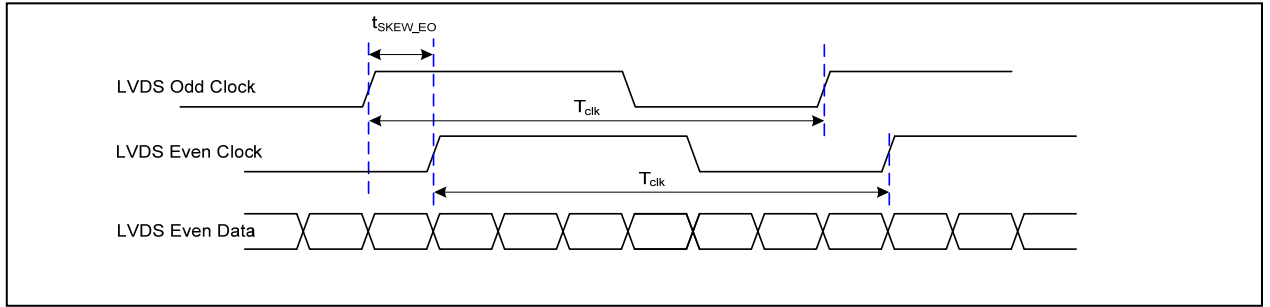 tSKEW_EO
LVDS Odd Clock
Tclk
LVDS Even Clock
Tclk
LVDS Even Data